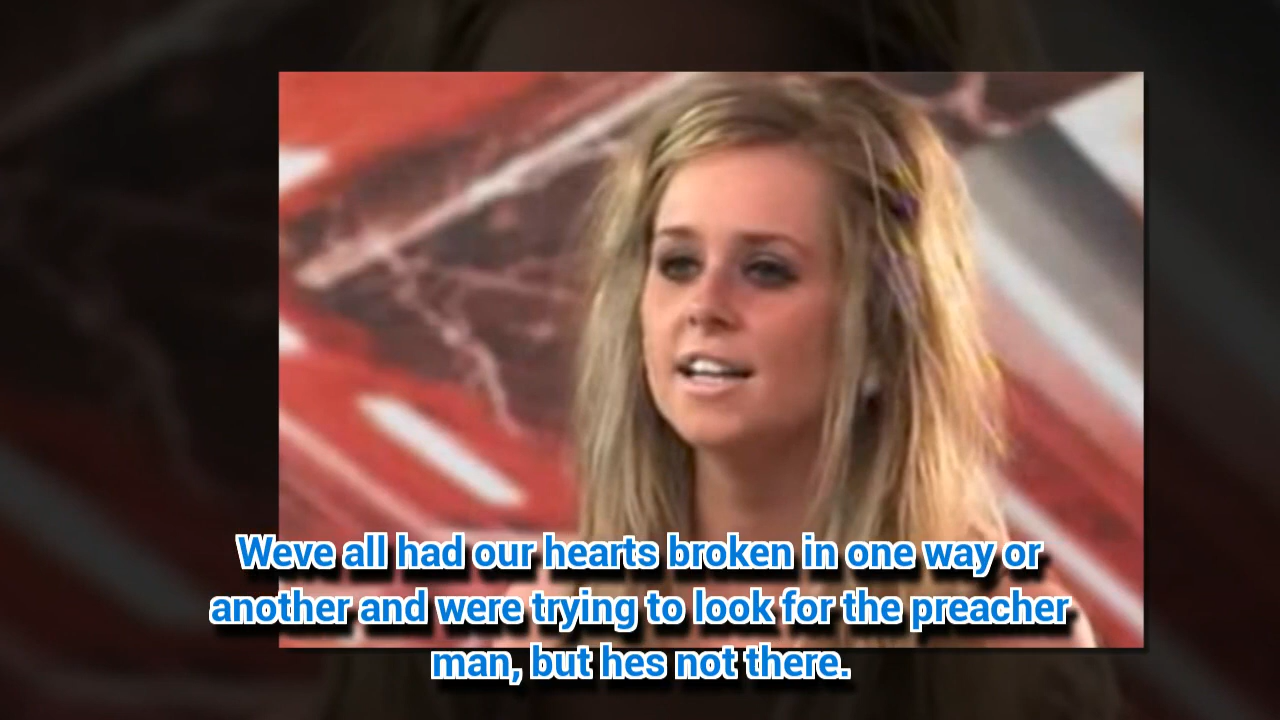 Weve all had our hearts broken in one way or
another and were trying to look for the preacher
man, but hes not there.